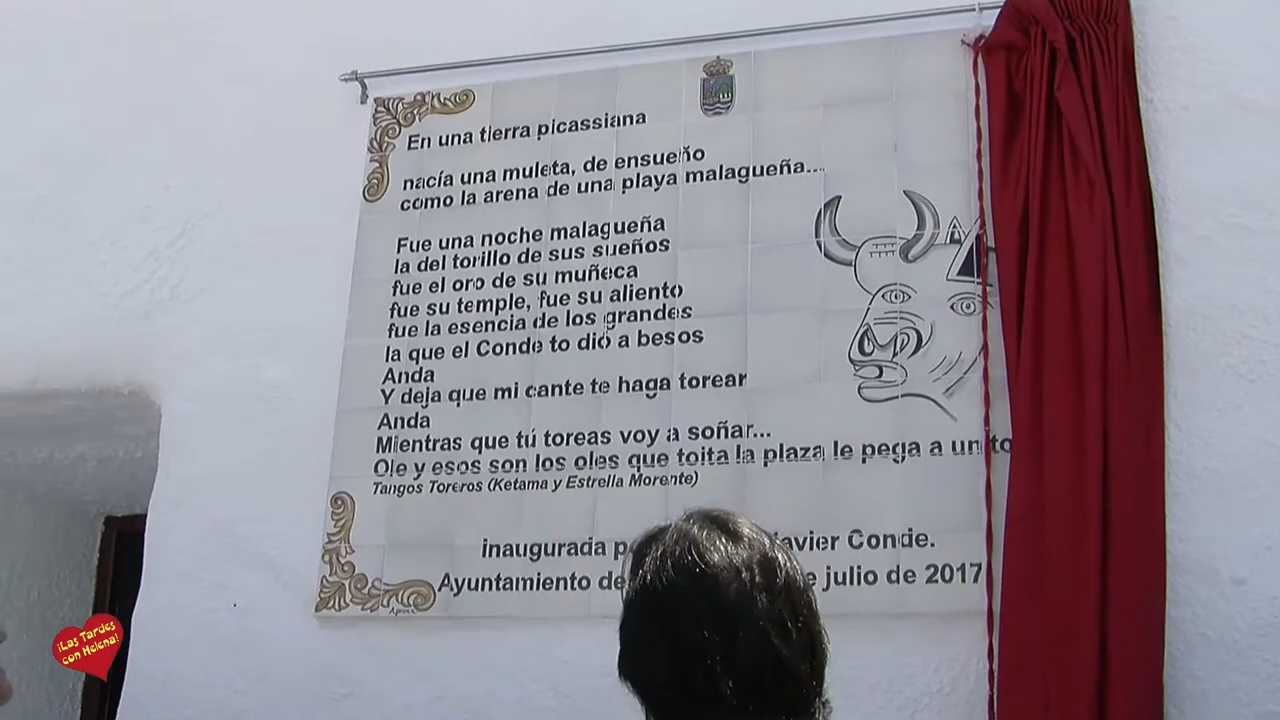 En una tierra picassiana
nacía una muleta, de ensueño
como la arena de una playa malagueña...
Fue una noche malagueña
la del torillo de sus sueños
fue el oro de su muñeca
fue su temple, fue su aliento
fue la esencia de los grandes
la que el Conde to dió a besos
Anda
Y deja que mi cante te haga torear
Anda
Mientras que tú toreas voy a soñar...
Ole y esos son los oles que toita la plaza le pega a un to
Tangos Toreros (Ketama y Estrella Morente)
inaugurada avier Conde.
Ayuntamiento de julio de 2017
¡Las Tardes
con Helena!